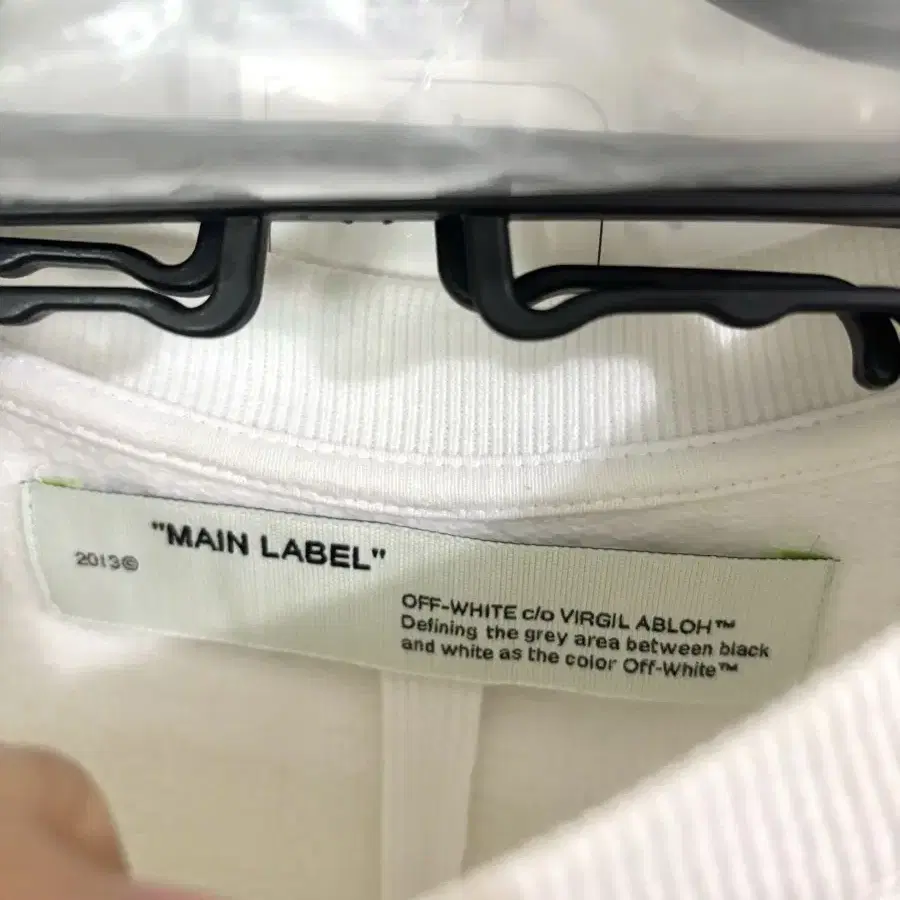 "MAIN LABEL"
2013©
OFF-WHITE c/o VIRGIL ABLOH™
Defining the grey area between black
and white as the color Off-White™